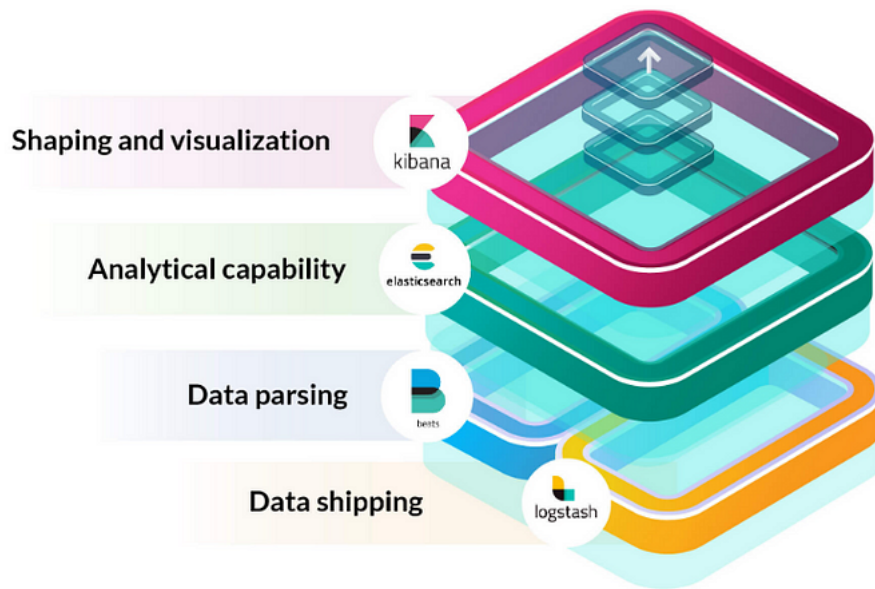 Shaping and visualization
kibana
Analytical capability
elasticsearch
Data parsing
beats
Data shipping
logstash